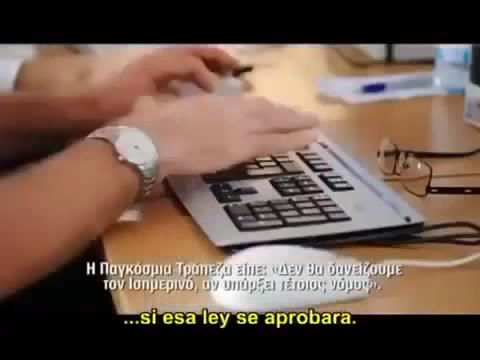 Η Παγκόσμια Τράπεζα είπε: «Δεν θα δανείζουμε
τον Ισημερινό, αν υπάρξει τέτοιος νόμος».
...si esa ley se aprobara.